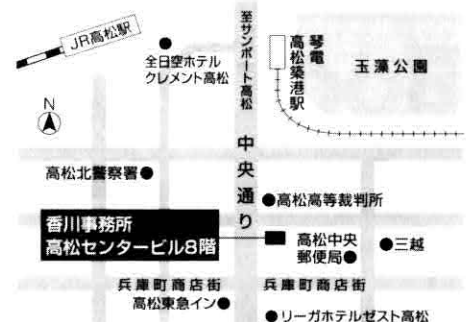 JR高松駅
全日空ホテル
クレメント高松
至サンポート高松
琴電
高松築港駅
玉藻公園
N
中央通り
高松北警察署
高松高等裁判所
香川事務所
高松センタービル8階
高松中央
郵便局
三越
兵庫町商店街
兵庫町商店街
高松東急イン
リーガホテルゼスト高松